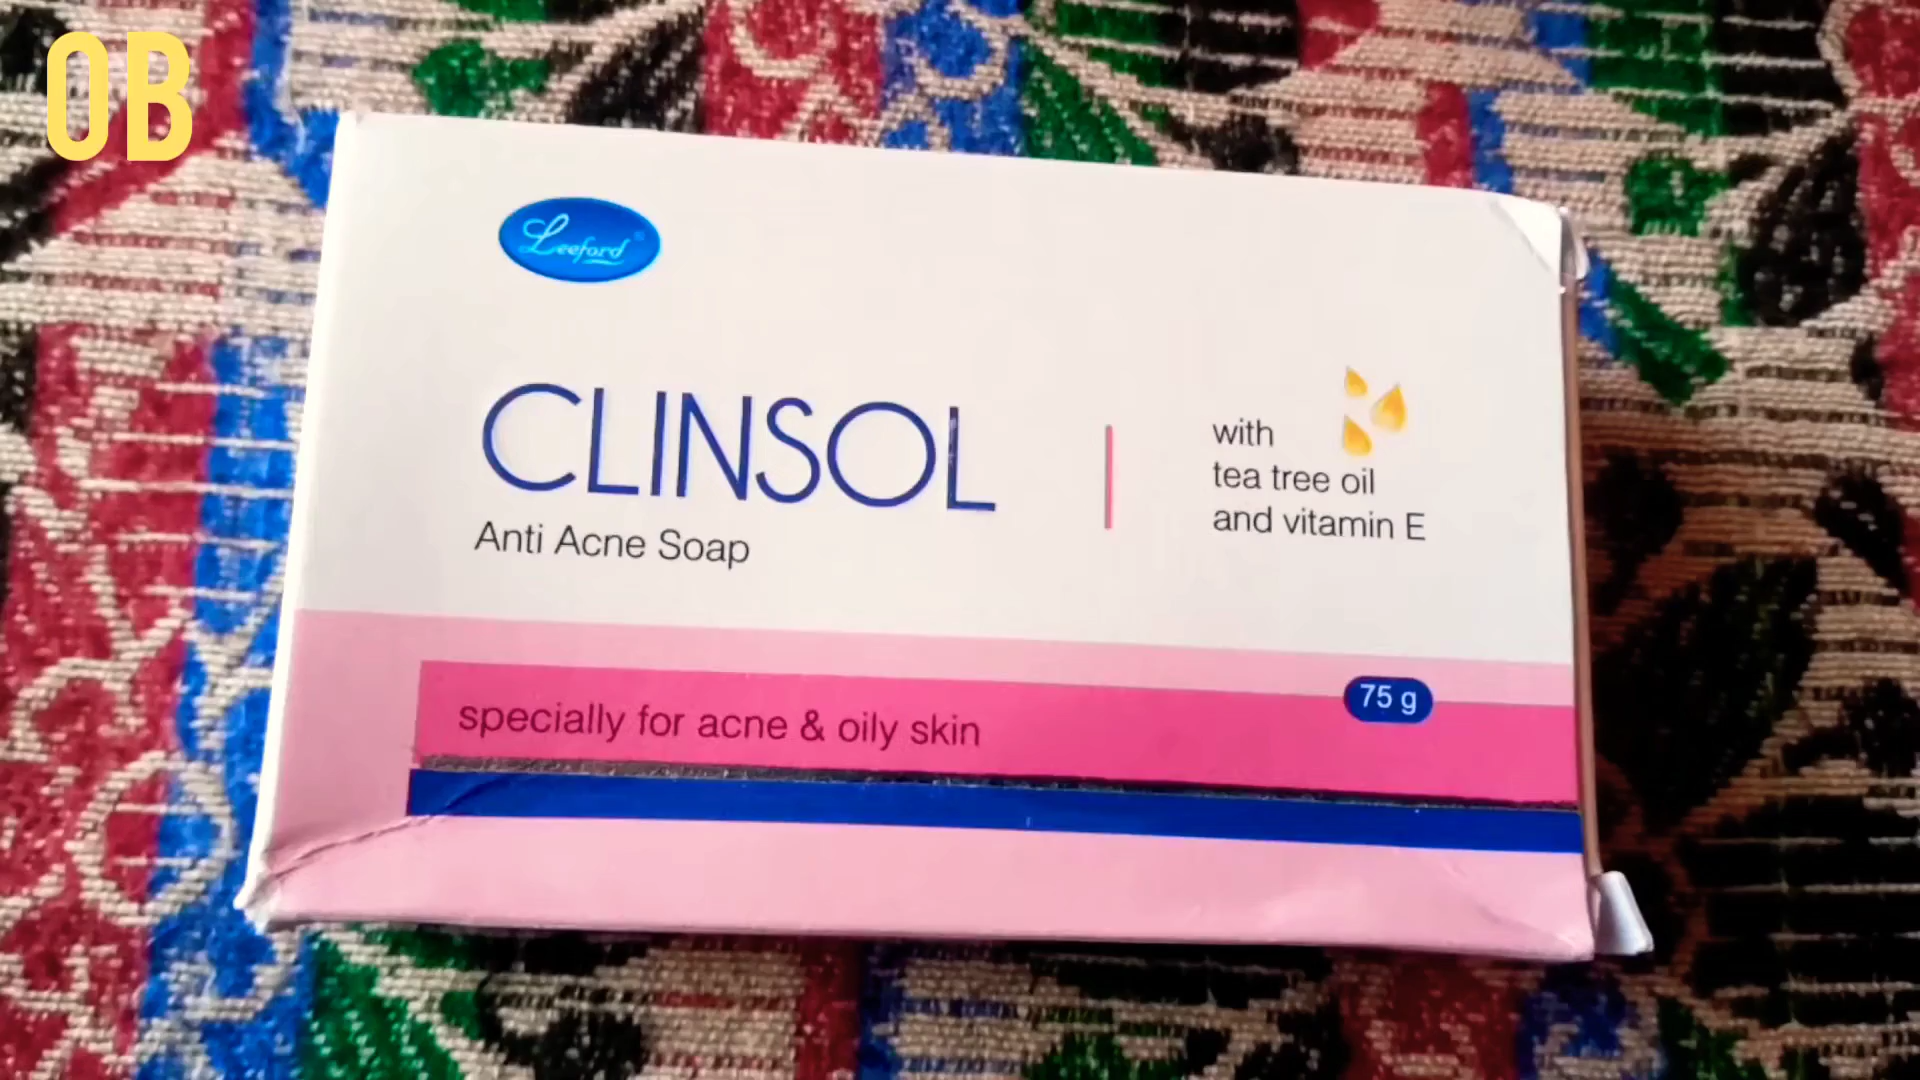 OB
Leeford
CLINSOL
Anti Acne Soap
with
tea tree oil
and vitamin E
75 g
specially for acne & oily skin